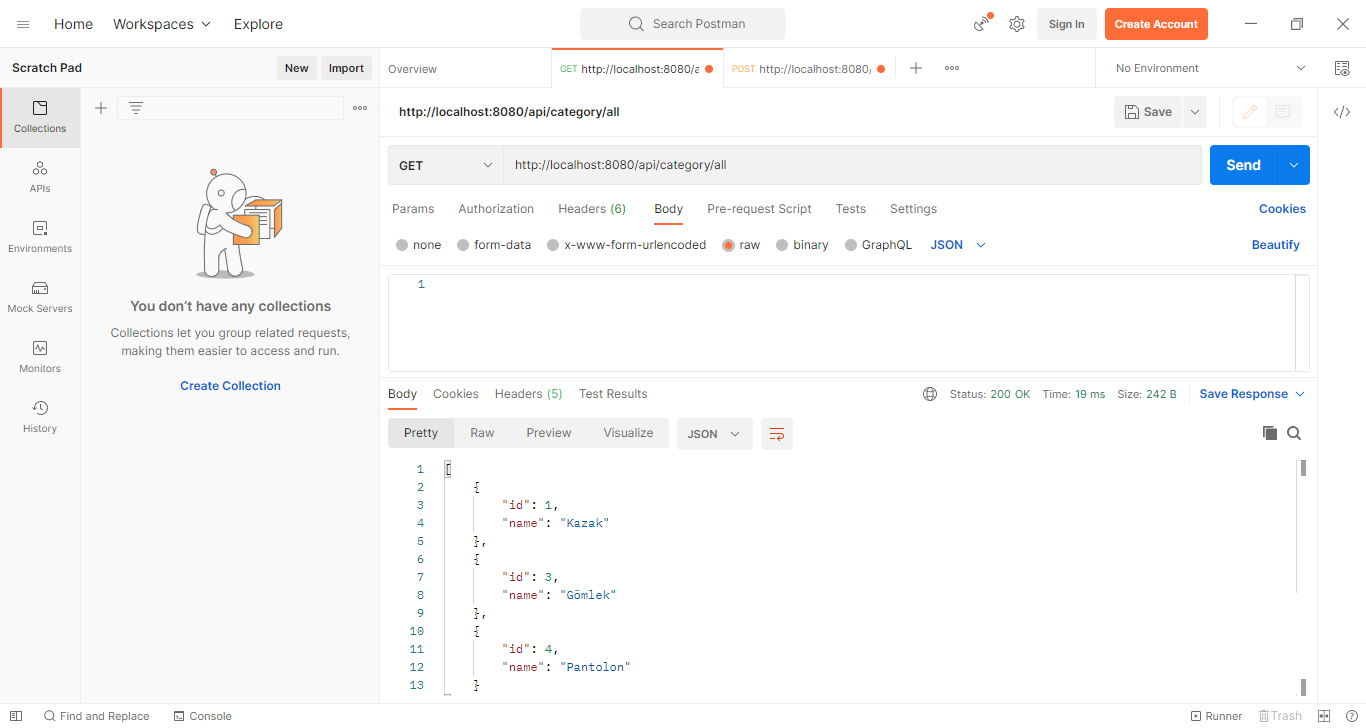 Home Workspaces Explore Search Postman Sign In Create Account
Scratch Pad New Import
Overview GET http://localhost:8080/a POST http://localhost:8080/ No Environment
Collections
APIs
Environments
Mock Servers
Monitors
History
You don't have any collections
Collections let you group related requests,
making them easier to access and run.
Create Collection
http://localhost:8080/api/category/all Save
GET http://localhost:8080/api/category/all Send
Params Authorization Headers (6) Body Pre-request Script Tests Settings Cookies
none form-data x-www-form-urlencoded raw binary GraphQL JSON Beautify
1
Body Cookies Headers (5) Test Results Status: 200 OK Time: 19 ms Size: 242 B Save Response
Pretty Raw Preview Visualize JSON
1 [
2 {
3 "id": 1,
4 "name": "Kazak"
5 },
6 {
7 "id": 3,
8 "name": "Gömlek"
9 },
10 {
11 "id": 4,
12 "name": "Pantolon"
13 }
Find and Replace Console Runner Trash